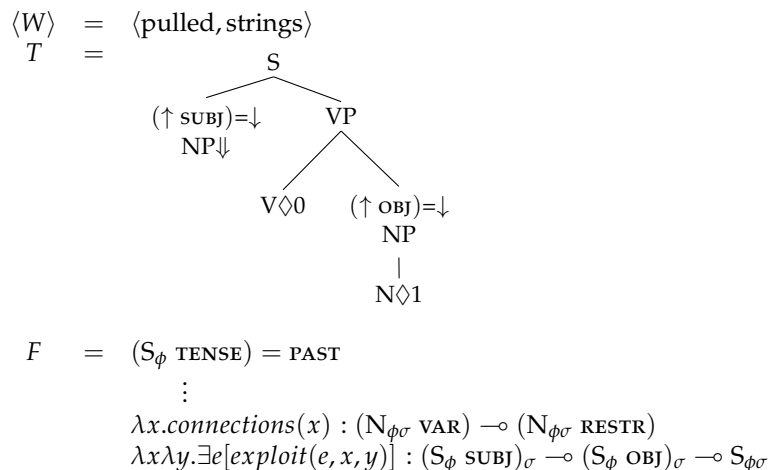 ⟨W⟩ = ⟨pulled, strings⟩
T =
S
(↑ SUBJ)=↓ VP
NP⇓
V◊0 (↑ OBJ)=↓
NP
N◊1
F = (S_ϕ TENSE) = PAST
⋮
λx.connections(x) : (N_ϕσ VAR) ⊸ (N_ϕσ RESTR)
λxλy.∃e[exploit(e, x, y)] : (S_ϕ SUBJ)_σ ⊸ (S_ϕ OBJ)_σ ⊸ S_ϕσ